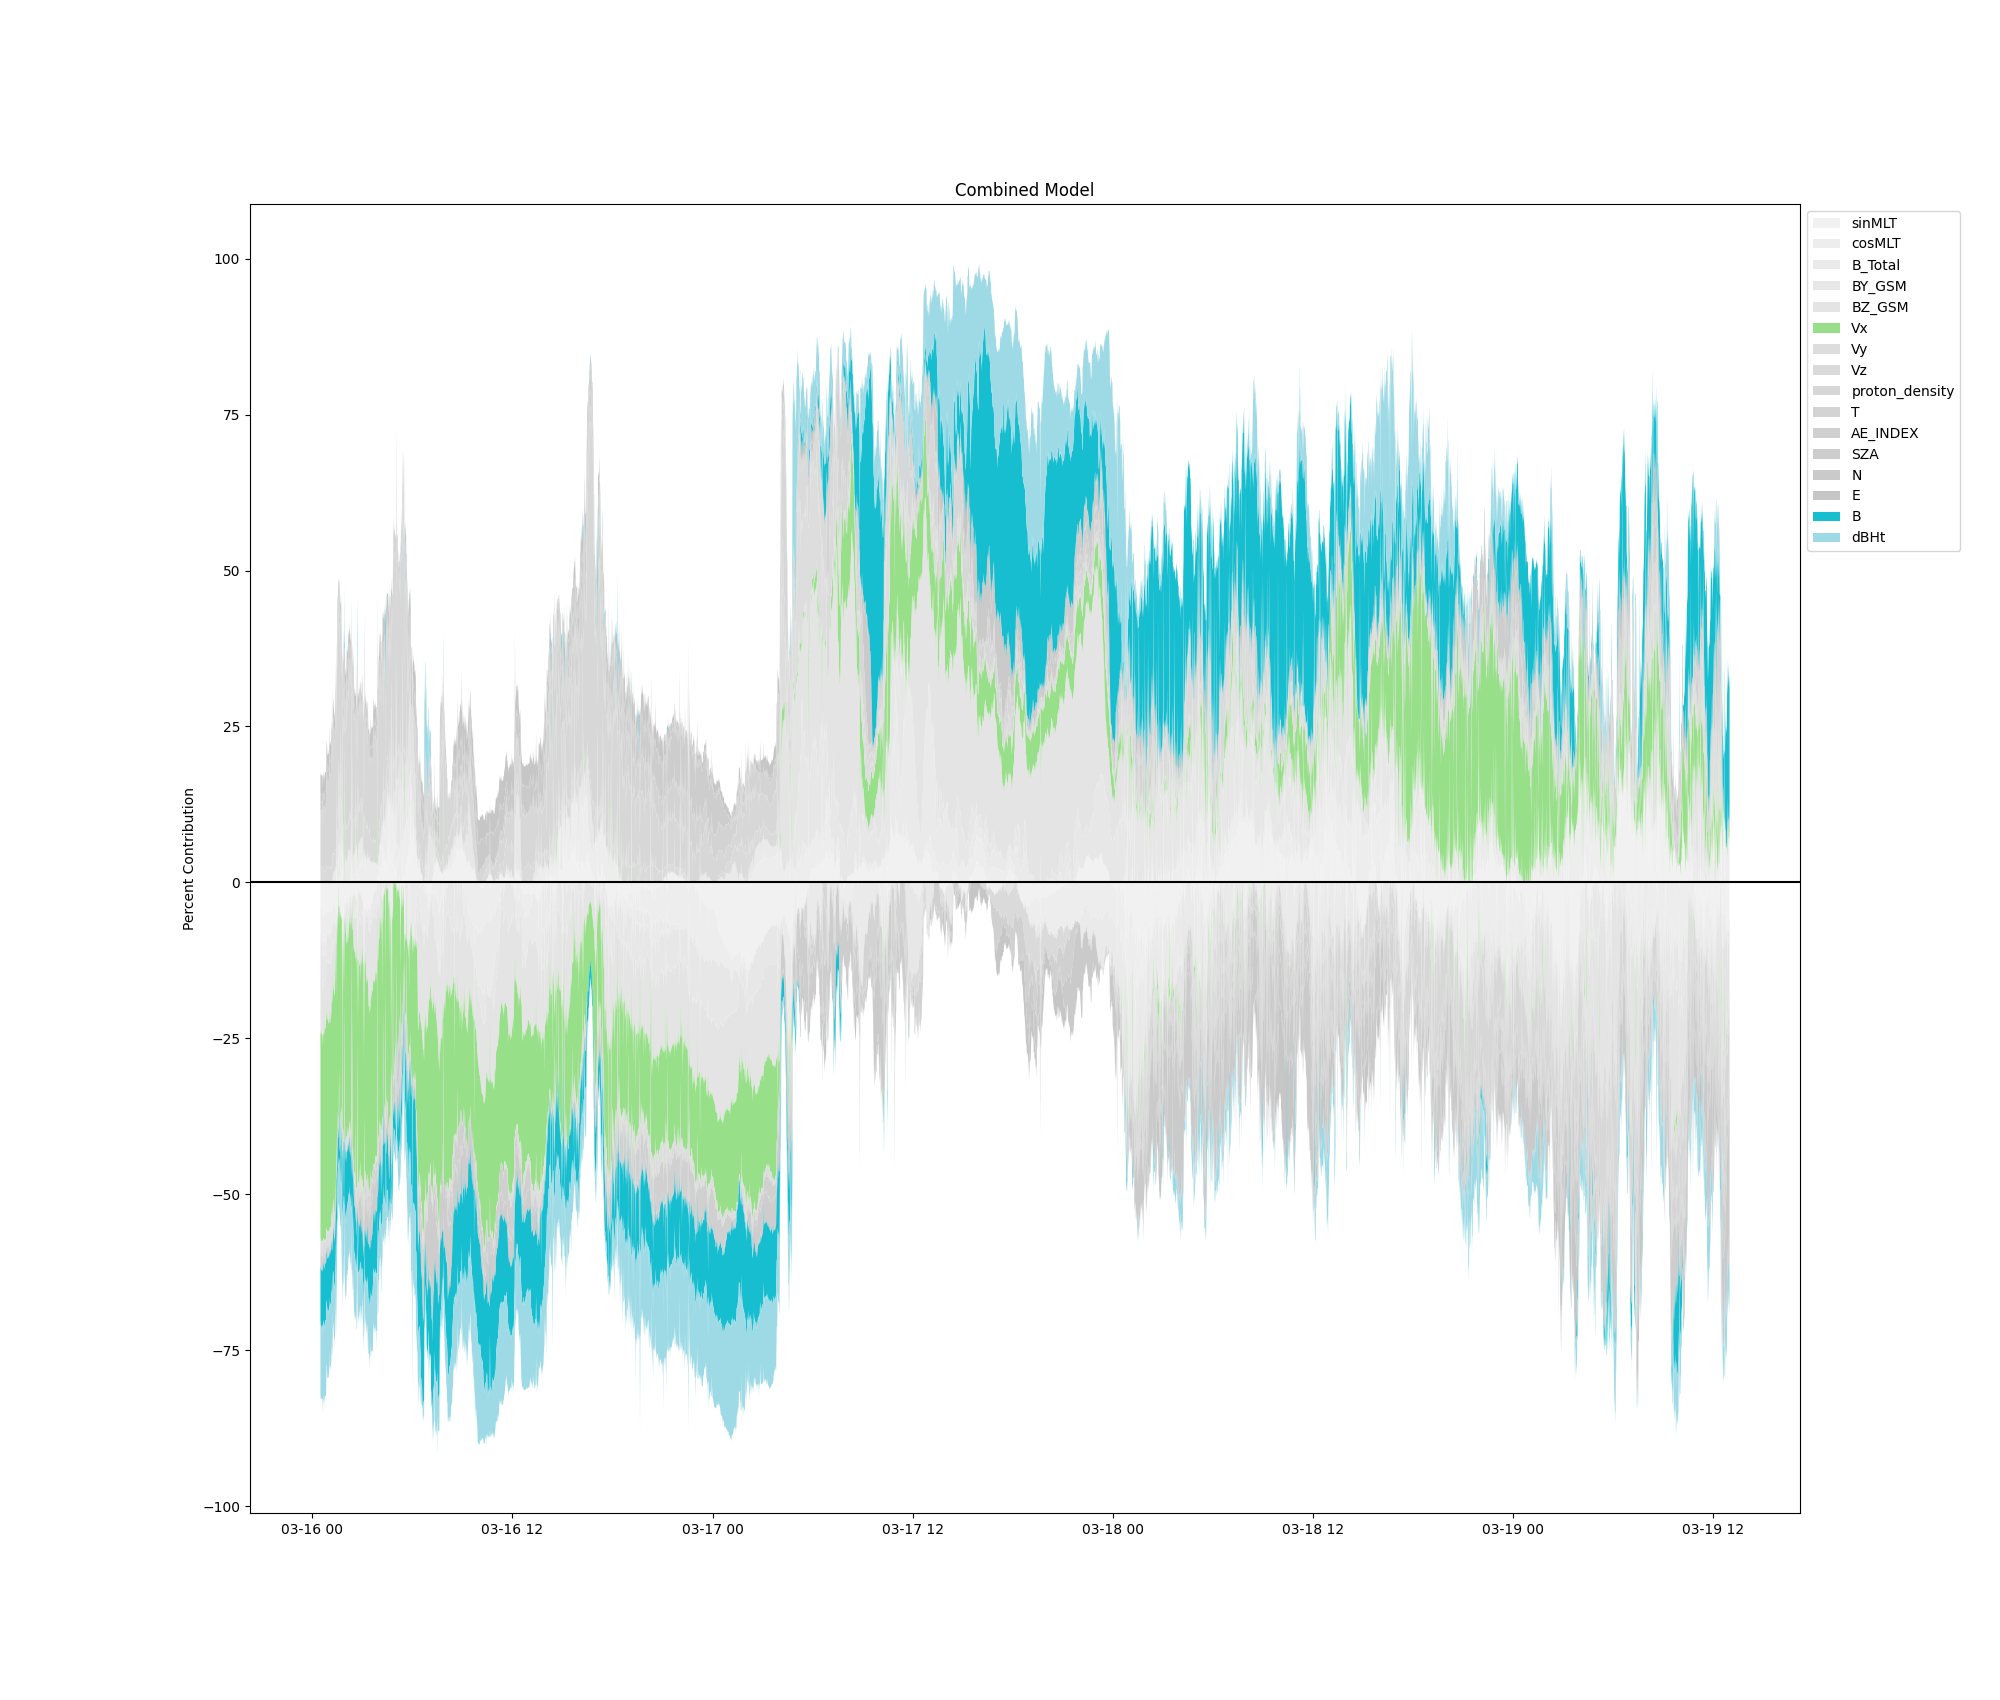 Combined Model
Percent Contribution
100
75
50
25
0
−25
−50
−75
−100
03-16 00
03-16 12
03-17 00
03-17 12
03-18 00
03-18 12
03-19 00
03-19 12
sinMLT
cosMLT
B_Total
BY_GSM
BZ_GSM
Vx
Vy
Vz
proton_density
T
AE_INDEX
SZA
N
E
B
dBHt